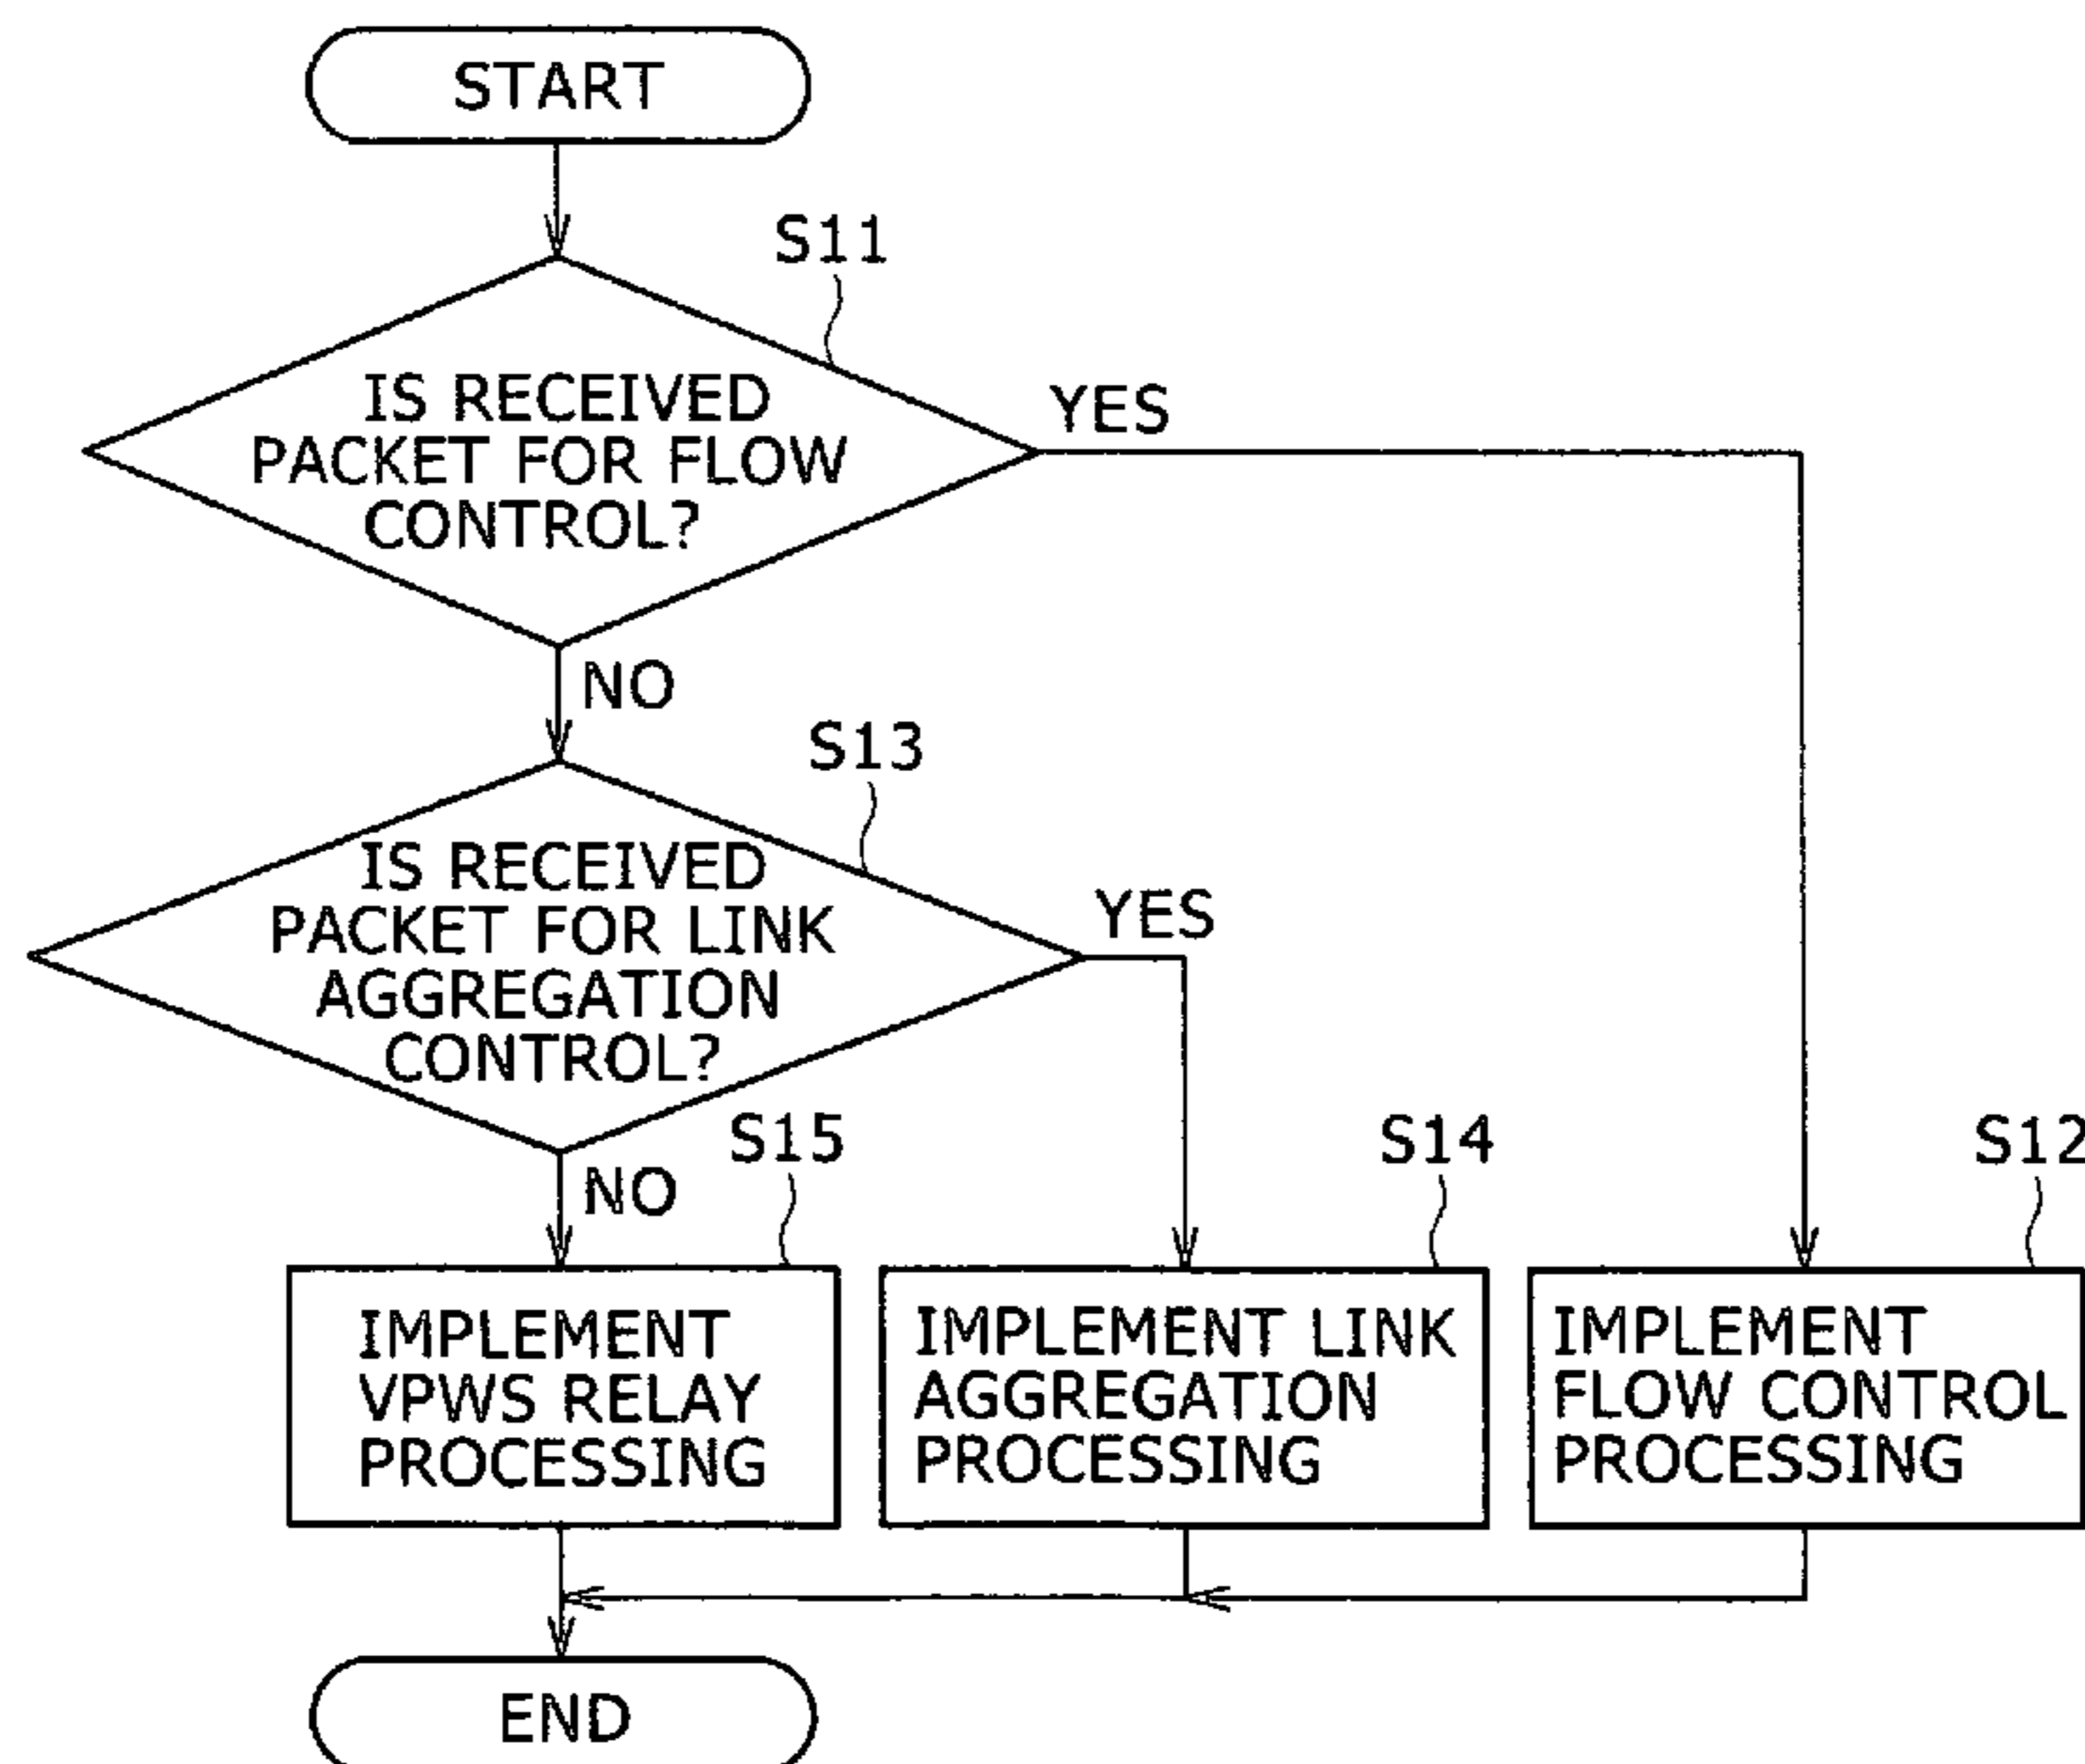 START
S11
IS RECEIVED
PACKET FOR FLOW
CONTROL?
YES
NO
S13
IS RECEIVED
PACKET FOR LINK
AGGREGATION
CONTROL?
YES
NO
S15
IMPLEMENT
VPWS RELAY
PROCESSING
S14
IMPLEMENT LINK
AGGREGATION
PROCESSING
S12
IMPLEMENT
FLOW CONTROL
PROCESSING
END